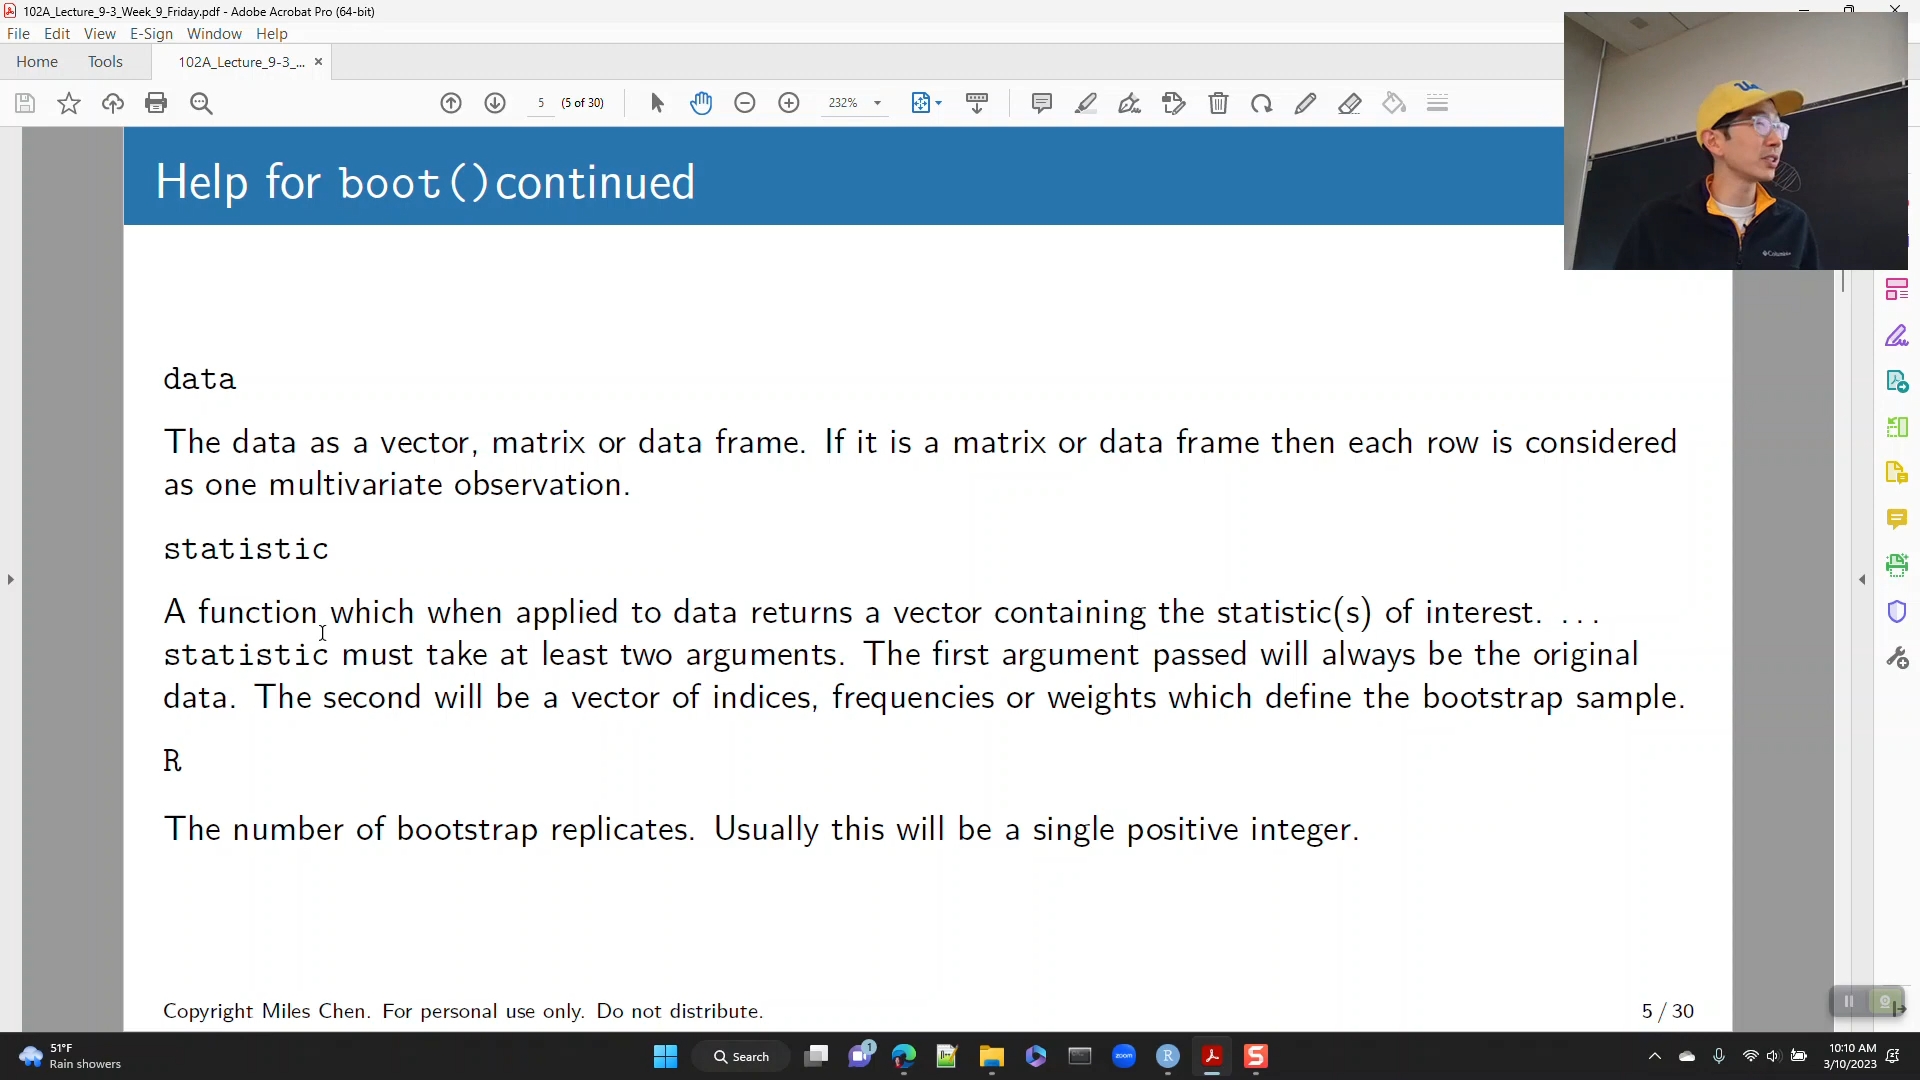 102A_Lecture_9-3_Week_9_Friday.pdf - Adobe Acrobat Pro (64-bit)
File Edit View E-Sign Window Help
Home Tools 102A_Lecture_9-3_... ×
5 (5 of 30) 232%
Help for boot()continued
data
The data as a vector, matrix or data frame. If it is a matrix or data frame then each row is considered
as one multivariate observation.
statistic
A function which when applied to data returns a vector containing the statistic(s) of interest. ...
statistic must take at least two arguments. The first argument passed will always be the original
data. The second will be a vector of indices, frequencies or weights which define the bootstrap sample.
R
The number of bootstrap replicates. Usually this will be a single positive integer.
Copyright Miles Chen. For personal use only. Do not distribute. 5 / 30
51°F
Rain showers
Search
1
zoom
R
S
10:10 AM
3/10/2023
Columbia